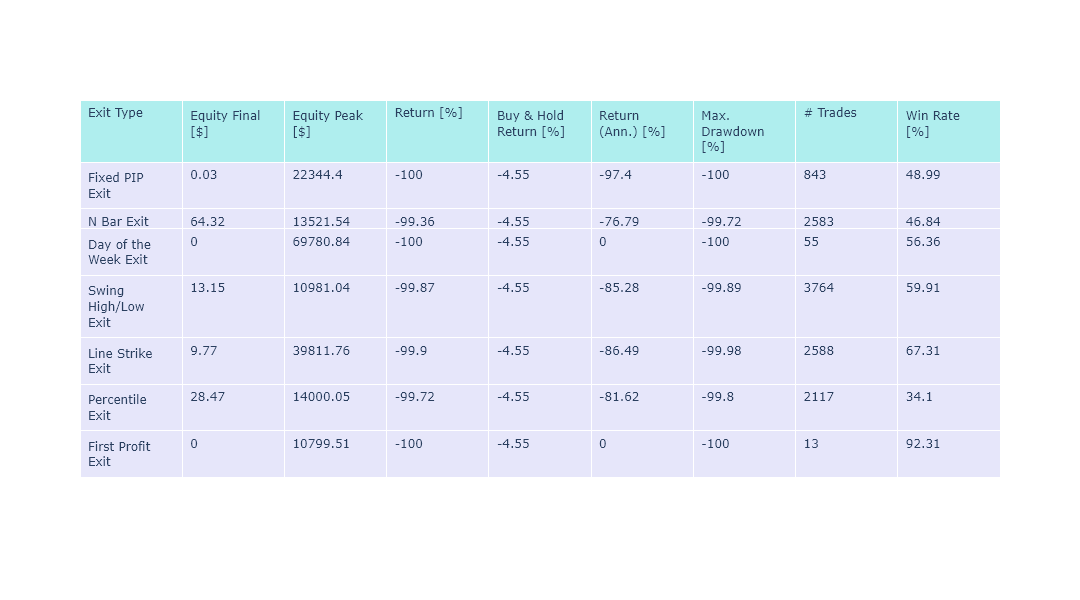 Exit Type Equity Final [$] Equity Peak [$] Return [%] Buy & Hold Return [%] Return (Ann.) [%] Max. Drawdown [%] # Trades Win Rate [%]
Fixed PIP Exit 0.03 22344.4 -100 -4.55 -97.4 -100 843 48.99
N Bar Exit 64.32 13521.54 -99.36 -4.55 -76.79 -99.72 2583 46.84
Day of the Week Exit 0 69780.84 -100 -4.55 0 -100 55 56.36
Swing High/Low Exit 13.15 10981.04 -99.87 -4.55 -85.28 -99.89 3764 59.91
Line Strike Exit 9.77 39811.76 -99.9 -4.55 -86.49 -99.98 2588 67.31
Percentile Exit 28.47 14000.05 -99.72 -4.55 -81.62 -99.8 2117 34.1
First Profit Exit 0 10799.51 -100 -4.55 0 -100 13 92.31